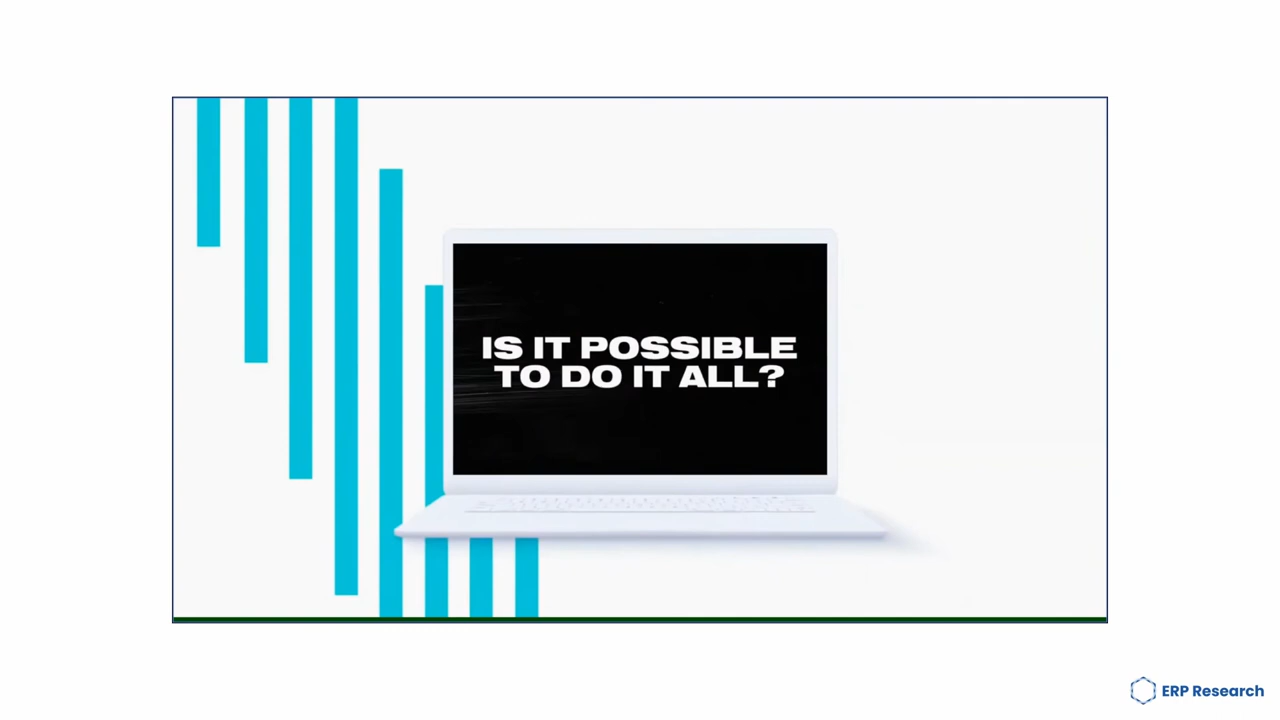 IS IT POSSIBLE
TO DO IT ALL?
ERP Research